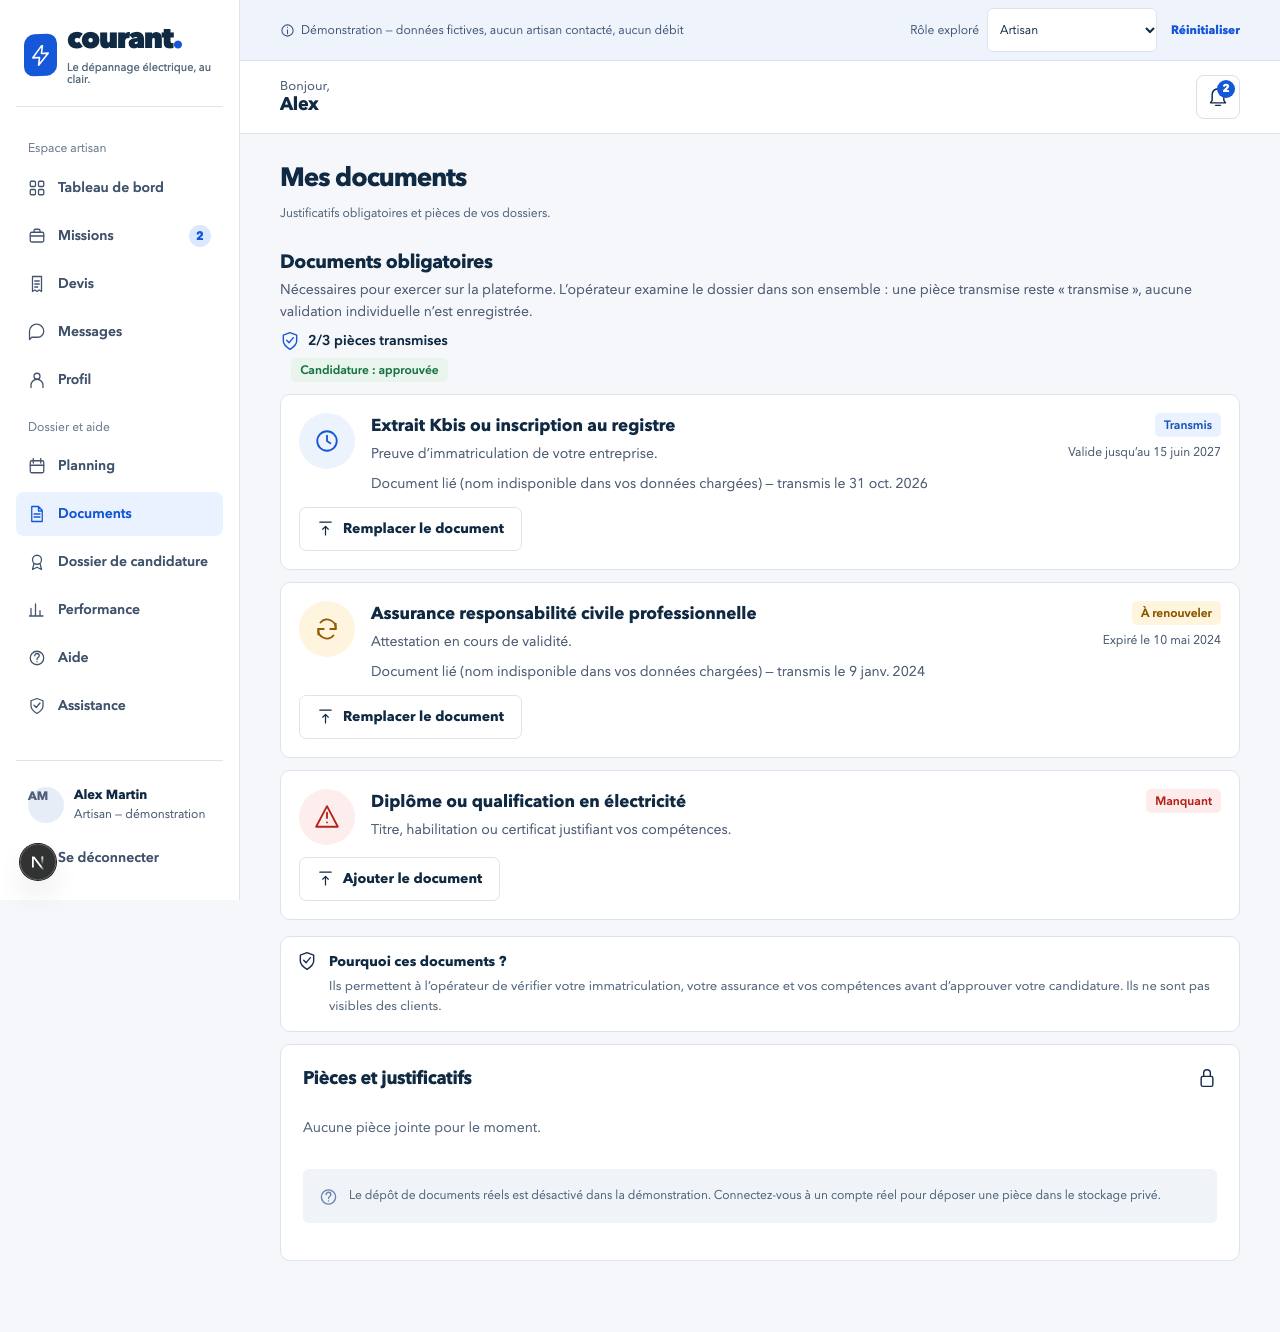 courant.
Le dépannage électrique, au
clair.
Démonstration — données fictives, aucun artisan contacté, aucun débit
Rôle exploré
Artisan
Réinitialiser
Bonjour,
Alex
2
Espace artisan
Tableau de bord
Missions
2
Devis
Messages
Profil
Dossier et aide
Planning
Documents
Dossier de candidature
Performance
Aide
Assistance
AM
Alex Martin
Artisan — démonstration
N
Se déconnecter
Mes documents
Justificatifs obligatoires et pièces de vos dossiers.
Documents obligatoires
Nécessaires pour exercer sur la plateforme. L’opérateur examine le dossier dans son ensemble : une pièce transmise reste « transmise », aucune
validation individuelle n’est enregistrée.
2/3 pièces transmises
Candidature : approuvée
Extrait Kbis ou inscription au registre
Transmis
Preuve d’immatriculation de votre entreprise.
Valide jusqu’au 15 juin 2027
Document lié (nom indisponible dans vos données chargées) — transmis le 31 oct. 2026
Remplacer le document
Assurance responsabilité civile professionnelle
À renouveler
Attestation en cours de validité.
Expiré le 10 mai 2024
Document lié (nom indisponible dans vos données chargées) — transmis le 9 janv. 2024
Remplacer le document
Diplôme ou qualification en électricité
Manquant
Titre, habilitation ou certificat justifiant vos compétences.
Ajouter le document
Pourquoi ces documents ?
Ils permettent à l’opérateur de vérifier votre immatriculation, votre assurance et vos compétences avant d’approuver votre candidature. Ils ne sont pas
visibles des clients.
Pièces et justificatifs
Aucune pièce jointe pour le moment.
Le dépôt de documents réels est désactivé dans la démonstration. Connectez-vous à un compte réel pour déposer une pièce dans le stockage privé.